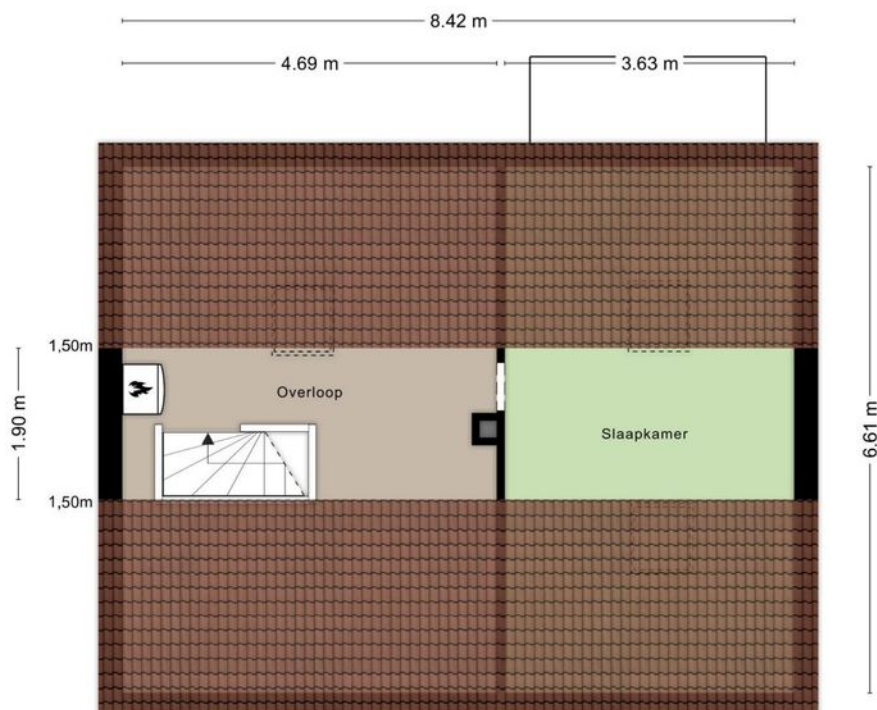 8.42 m
4.69 m
3.63 m
1,50m
Overloop
1.90 m
Slaapkamer
6.61 m
1,50m